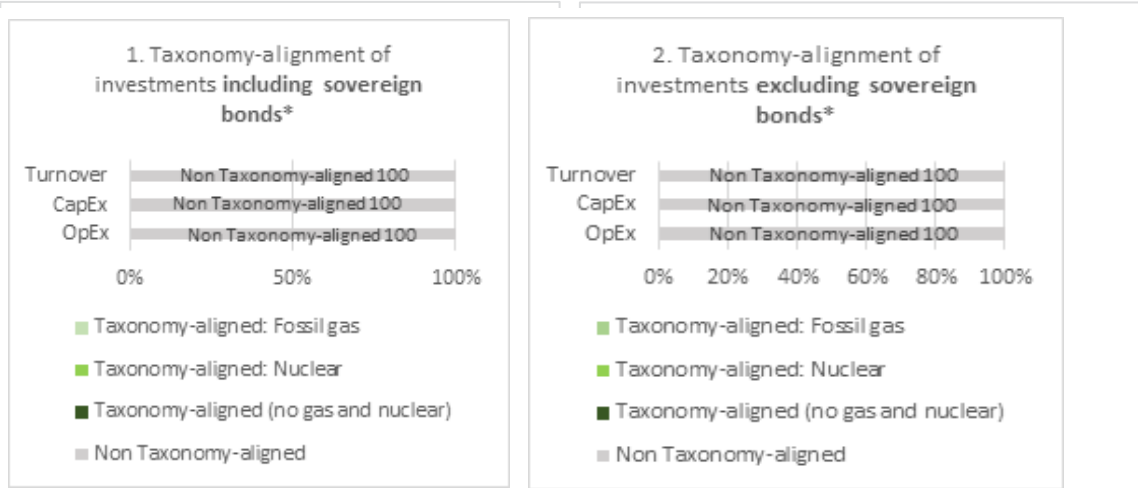 1. Taxonomy-alignment of
investments including sovereign
bonds*
Turnover
Non Taxonomy-aligned 100
CapEx
Non Taxonomy-aligned 100
OpEx
Non Taxonomy-aligned 100
0% 50% 100%
Taxonomy-aligned: Fossil gas
Taxonomy-aligned: Nuclear
Taxonomy-aligned (no gas and nuclear)
Non Taxonomy-aligned
2. Taxonomy-alignment of
investments excluding sovereign
bonds*
Turnover
Non Taxonomy-aligned 100
CapEx
Non Taxonomy-aligned 100
OpEx
Non Taxonomy-aligned 100
0% 20% 40% 60% 80% 100%
Taxonomy-aligned: Fossil gas
Taxonomy-aligned: Nuclear
Taxonomy-aligned (no gas and nuclear)
Non Taxonomy-aligned